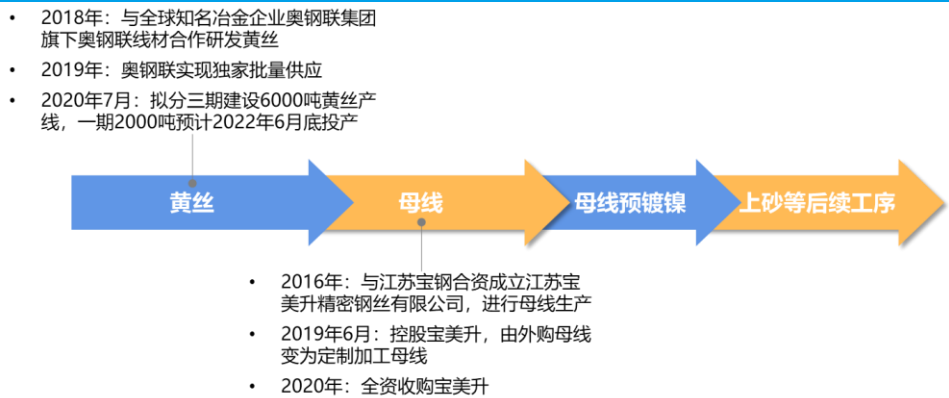 • 2018年：与全球知名冶金企业奥钢联集团
旗下奥钢联线材合作研发黄丝
• 2019年：奥钢联实现独家批量供应
• 2020年7月：拟分三期建设6000吨黄丝产
线，一期2000吨预计2022年6月底投产
黄丝
母线
母线预镀镍
上砂等后续工序
• 2016年：与江苏宝钢合资成立江苏宝
美升精密钢丝有限公司，进行母线生产
• 2019年6月：控股宝美升，由外购母线
变为定制加工母线
• 2020年：全资收购宝美升